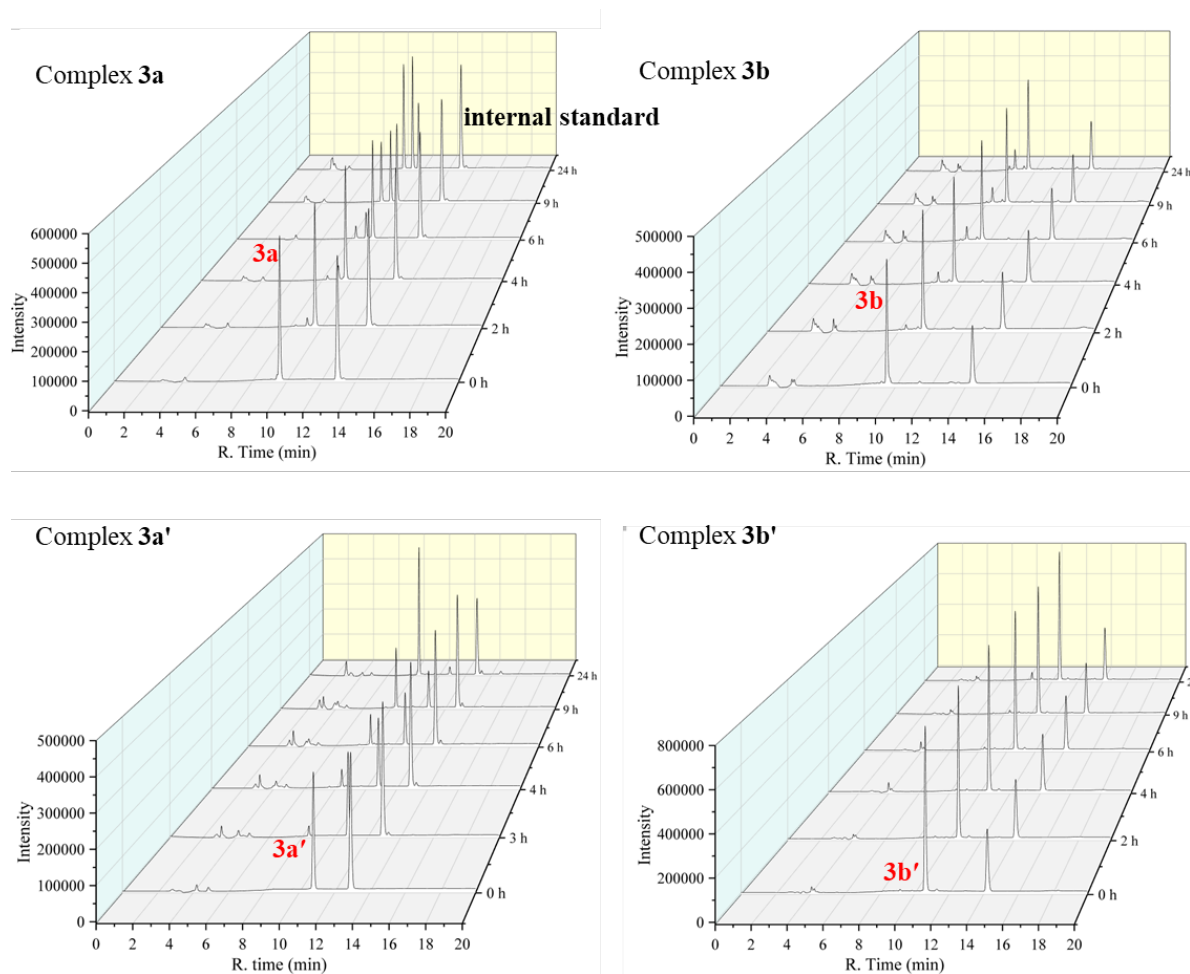 Complex 3a
internal standard
3a
600000
500000
400000
300000
200000
100000
0
Intensity
0 2 4 6 8 10 12 14 16 18 20
R. Time (min)
0 h
2 h
4 h
6 h
9 h
24 h
Complex 3b
3b
500000
400000
300000
200000
100000
0
Intensity
0 2 4 6 8 10 12 14 16 18 20
R. Time (min)
0 h
2 h
4 h
6 h
9 h
24 h
Complex 3a'
3a′
500000
400000
300000
200000
100000
0
Intensity
0 2 4 6 8 10 12 14 16 18 20
R. time (min)
0 h
3 h
4 h
6 h
9 h
24 h
Complex 3b'
3b′
800000
600000
400000
200000
0
Intensity
0 2 4 6 8 10 12 14 16 18 20
R. Time (min)
0 h
2 h
4 h
6 h
9 h
2